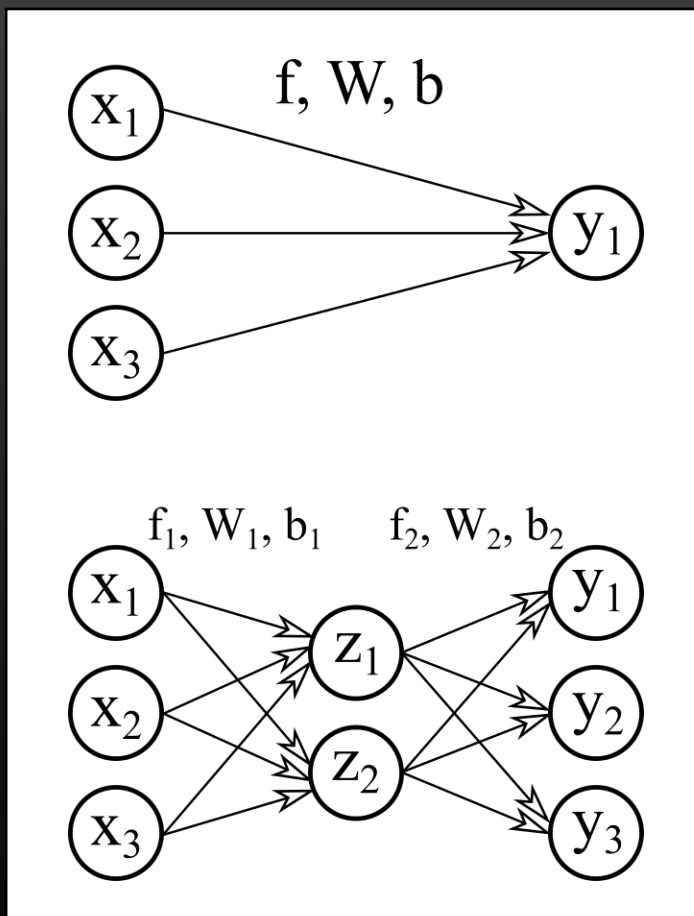 f, W, b
x₁
x₂
y₁
x₃
f₁, W₁, b₁
f₂, W₂, b₂
x₁
y₁
z₁
x₂
y₂
z₂
x₃
y₃